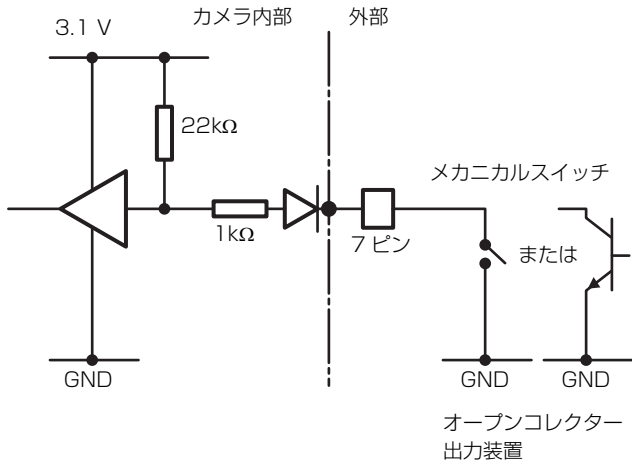 3.1 V
カメラ内部
外部
22kΩ
メカニカルスイッチ
1kΩ
7 ピン
または
GND
GND
GND
オープンコレクター
出力装置